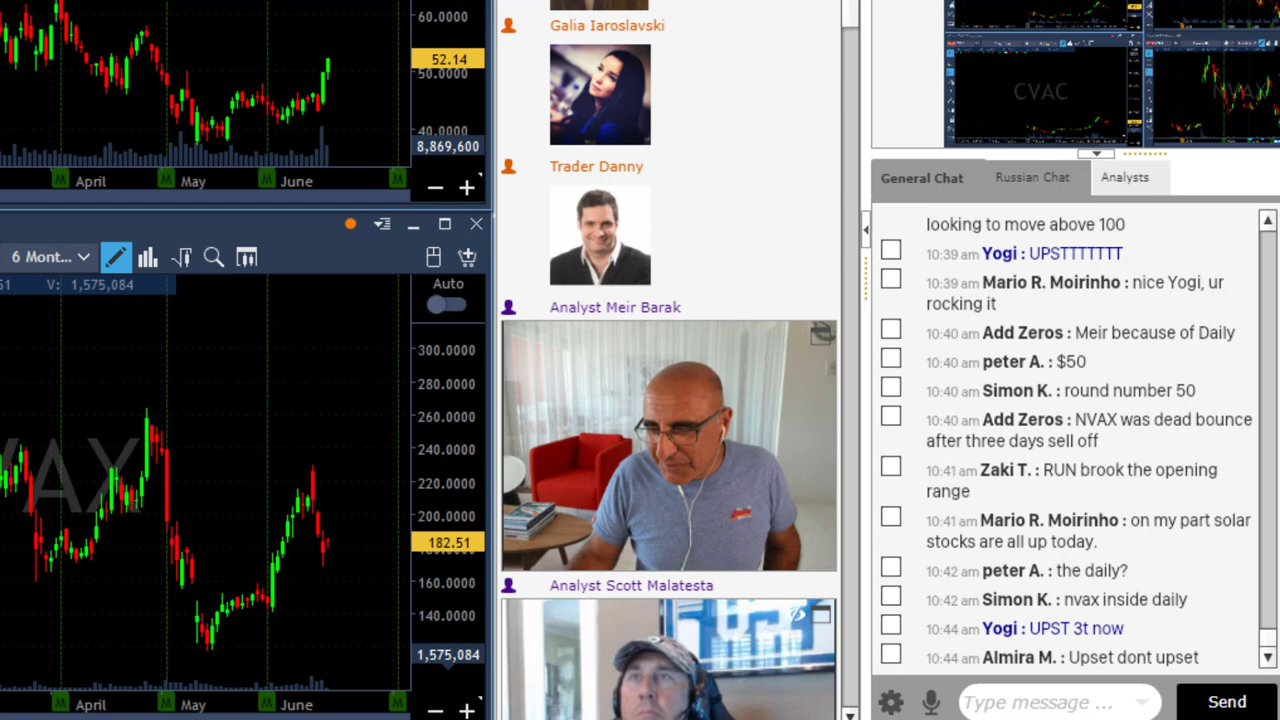 60.0000
52.14
50.0000
40.0000
8,869,600
April
May
June
6 Mont...
51 V: 1,575,084
Auto
300.0000
280.0000
260.0000
240.0000
220.0000
200.0000
182.51
160.0000
140.0000
1,575,084
VAX
April
May
June
Galia Iaroslavski
Trader Danny
Analyst Meir Barak
Analyst Scott Malatesta
CVAC
NVAX
General Chat
Russian Chat
Analysts
looking to move above 100
10:39 am Yogi : UPSTTTTTTT
10:39 am Mario R. Moirinho : nice Yogi, ur
rocking it
10:40 am Add Zeros : Meir because of Daily
10:40 am peter A. : $50
10:40 am Simon K. : round number 50
10:40 am Add Zeros : NVAX was dead bounce
after three days sell off
10:41 am Zaki T. : RUN brook the opening
range
10:41 am Mario R. Moirinho : on my part solar
stocks are all up today.
10:42 am peter A. : the daily?
10:42 am Simon K. : nvax inside daily
10:44 am Yogi : UPST 3t now
10:44 am Almira M. : Upset dont upset
Type message ...
Send